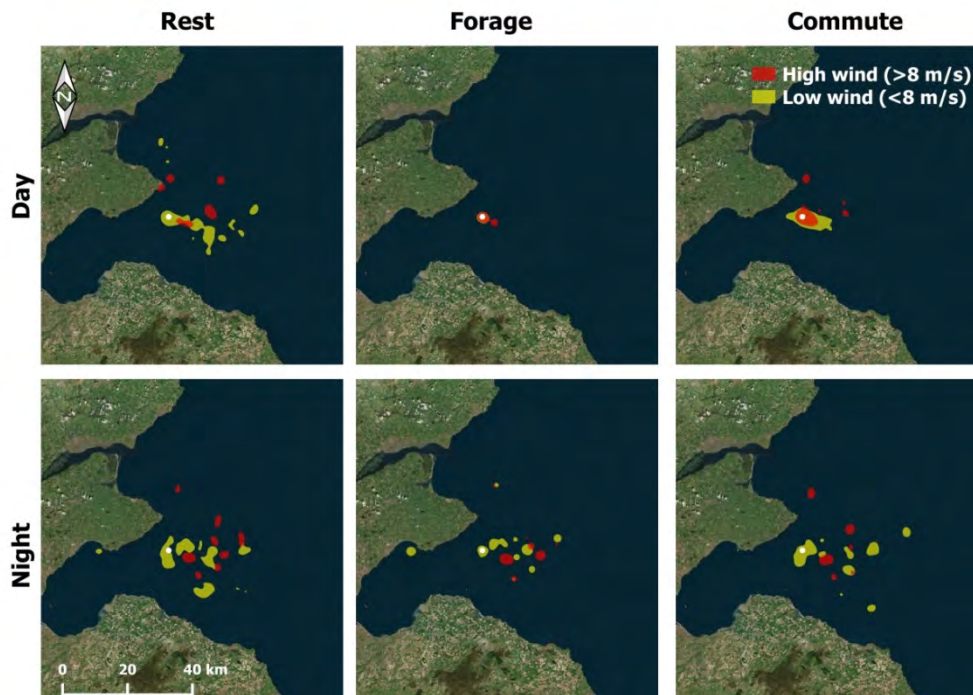 Rest Forage Commute
Day
N
High wind (>8 m/s)
Low wind (<8 m/s)
Night
0 20 40 km